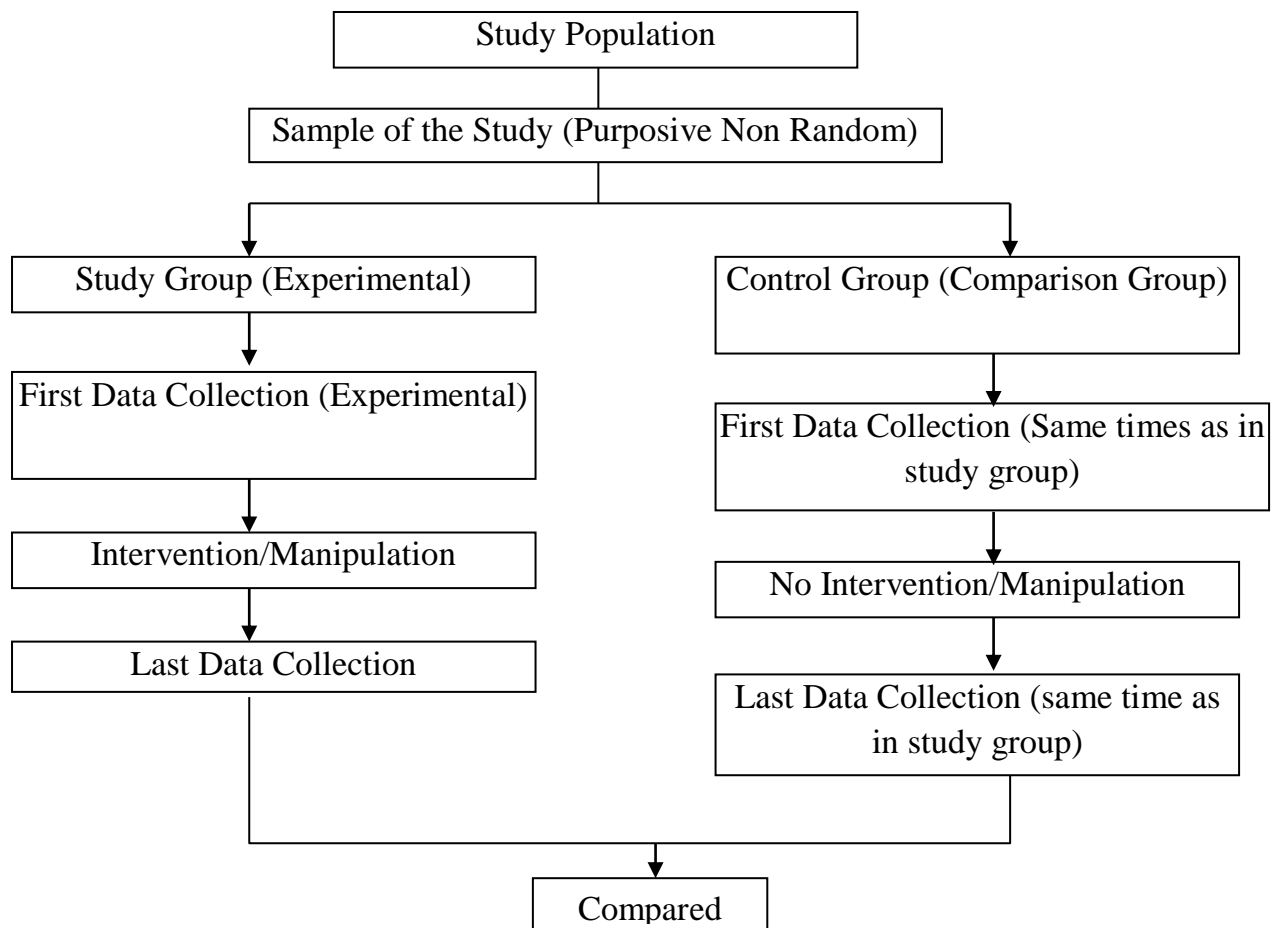 Study Population
Sample of the Study (Purposive Non Random)
Study Group (Experimental)
Control Group (Comparison Group)
First Data Collection (Experimental)
First Data Collection (Same times as in
study group)
Intervention/Manipulation
No Intervention/Manipulation
Last Data Collection
Last Data Collection (same time as
in study group)
Compared